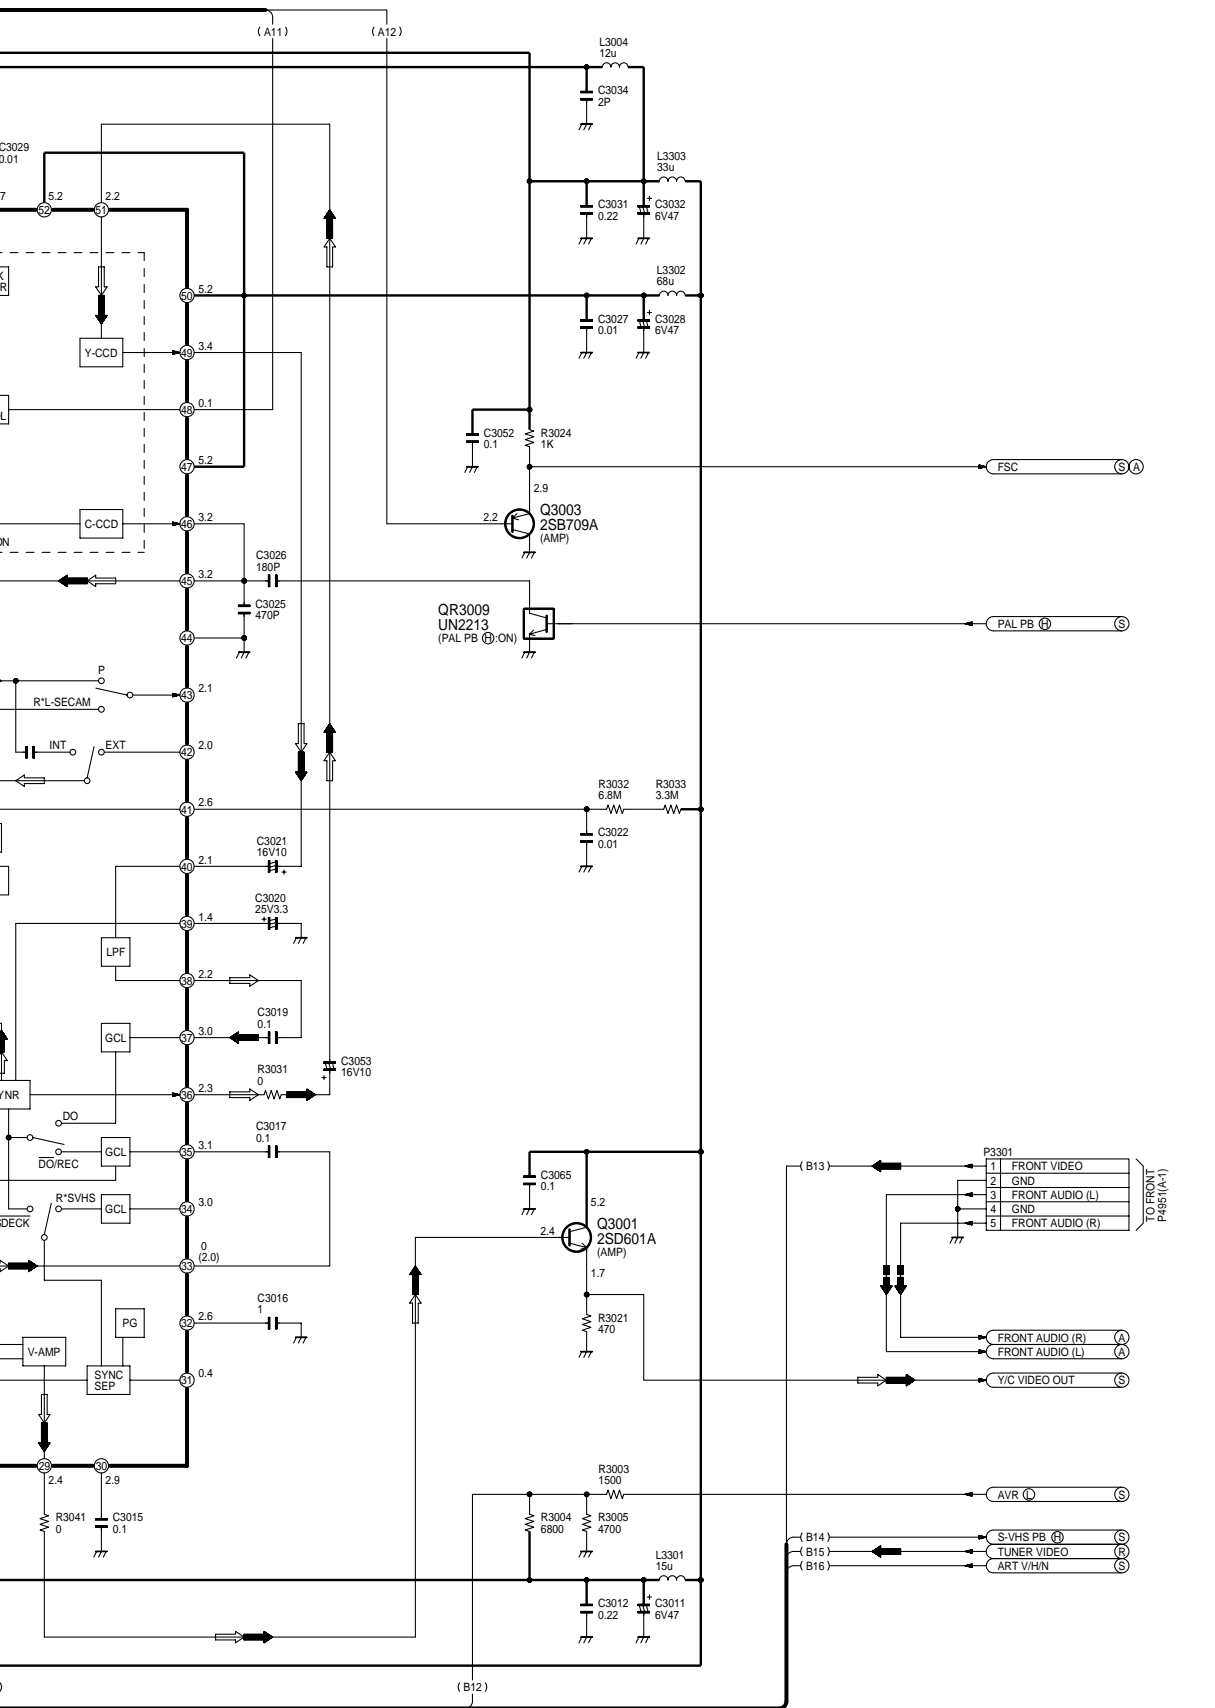 (A11)
(A12)
L3004
12u
C3034
2P
C3029
0.01
L3303
33u
7
5.2
2.2
52
51
C3031
0.22
+
C3032
6V47
K
R
L3302
68u
50
5.2
C3027
0.01
+
C3028
6V47
Y-CCD
49
3.4
L
48
0.1
C3052
0.1
R3024
1K
47
5.2
FSC
S
A
2.9
C-CCD
46
3.2
2.2
Q3003
2SB709A
(AMP)
ON
C3026
180P
45
3.2
C3025
470P
QR3009
UN2213
(PAL PB H:ON)
PAL PB H
S
44
P
43
2.1
R*L-SECAM
INT
EXT
42
2.0
R3032
6.8M
R3033
3.3M
41
2.6
C3022
0.01
C3021
16V10
+
40
2.1
C3020
25V3.3
+
39
1.4
LPF
38
2.2
C3019
0.1
GCL
37
3.0
C3053
16V10
+
R3031
0
YNR
36
2.3
DO
C3017
0.1
GCL
35
3.1
DO/REC
C3065
0.1
(B13)
P3301
1 FRONT VIDEO
2 GND
3 FRONT AUDIO (L)
4 GND
5 FRONT AUDIO (R)
TO FRONT
P4951(A-1)
R*SVHS
GCL
34
3.0
DECK
5.2
2.4
Q3001
2SD601A
(AMP)
0
(2.0)
33
1.7
C3016
1
PG
32
2.6
R3021
470
FRONT AUDIO (R)
A
FRONT AUDIO (L)
A
V-AMP
SYNC
SEP
31
0.4
Y/C VIDEO OUT
S
29
30
2.4
2.9
R3003
1500
AVR L
S
R3041
0
C3015
0.1
R3004
6800
R3005
4700
(B14)
S-VHS PB H
S
(B15)
TUNER VIDEO
R
(B16)
ART V/H/N
S
L3301
15u
C3012
0.22
+
C3011
6V47
)
(B12)